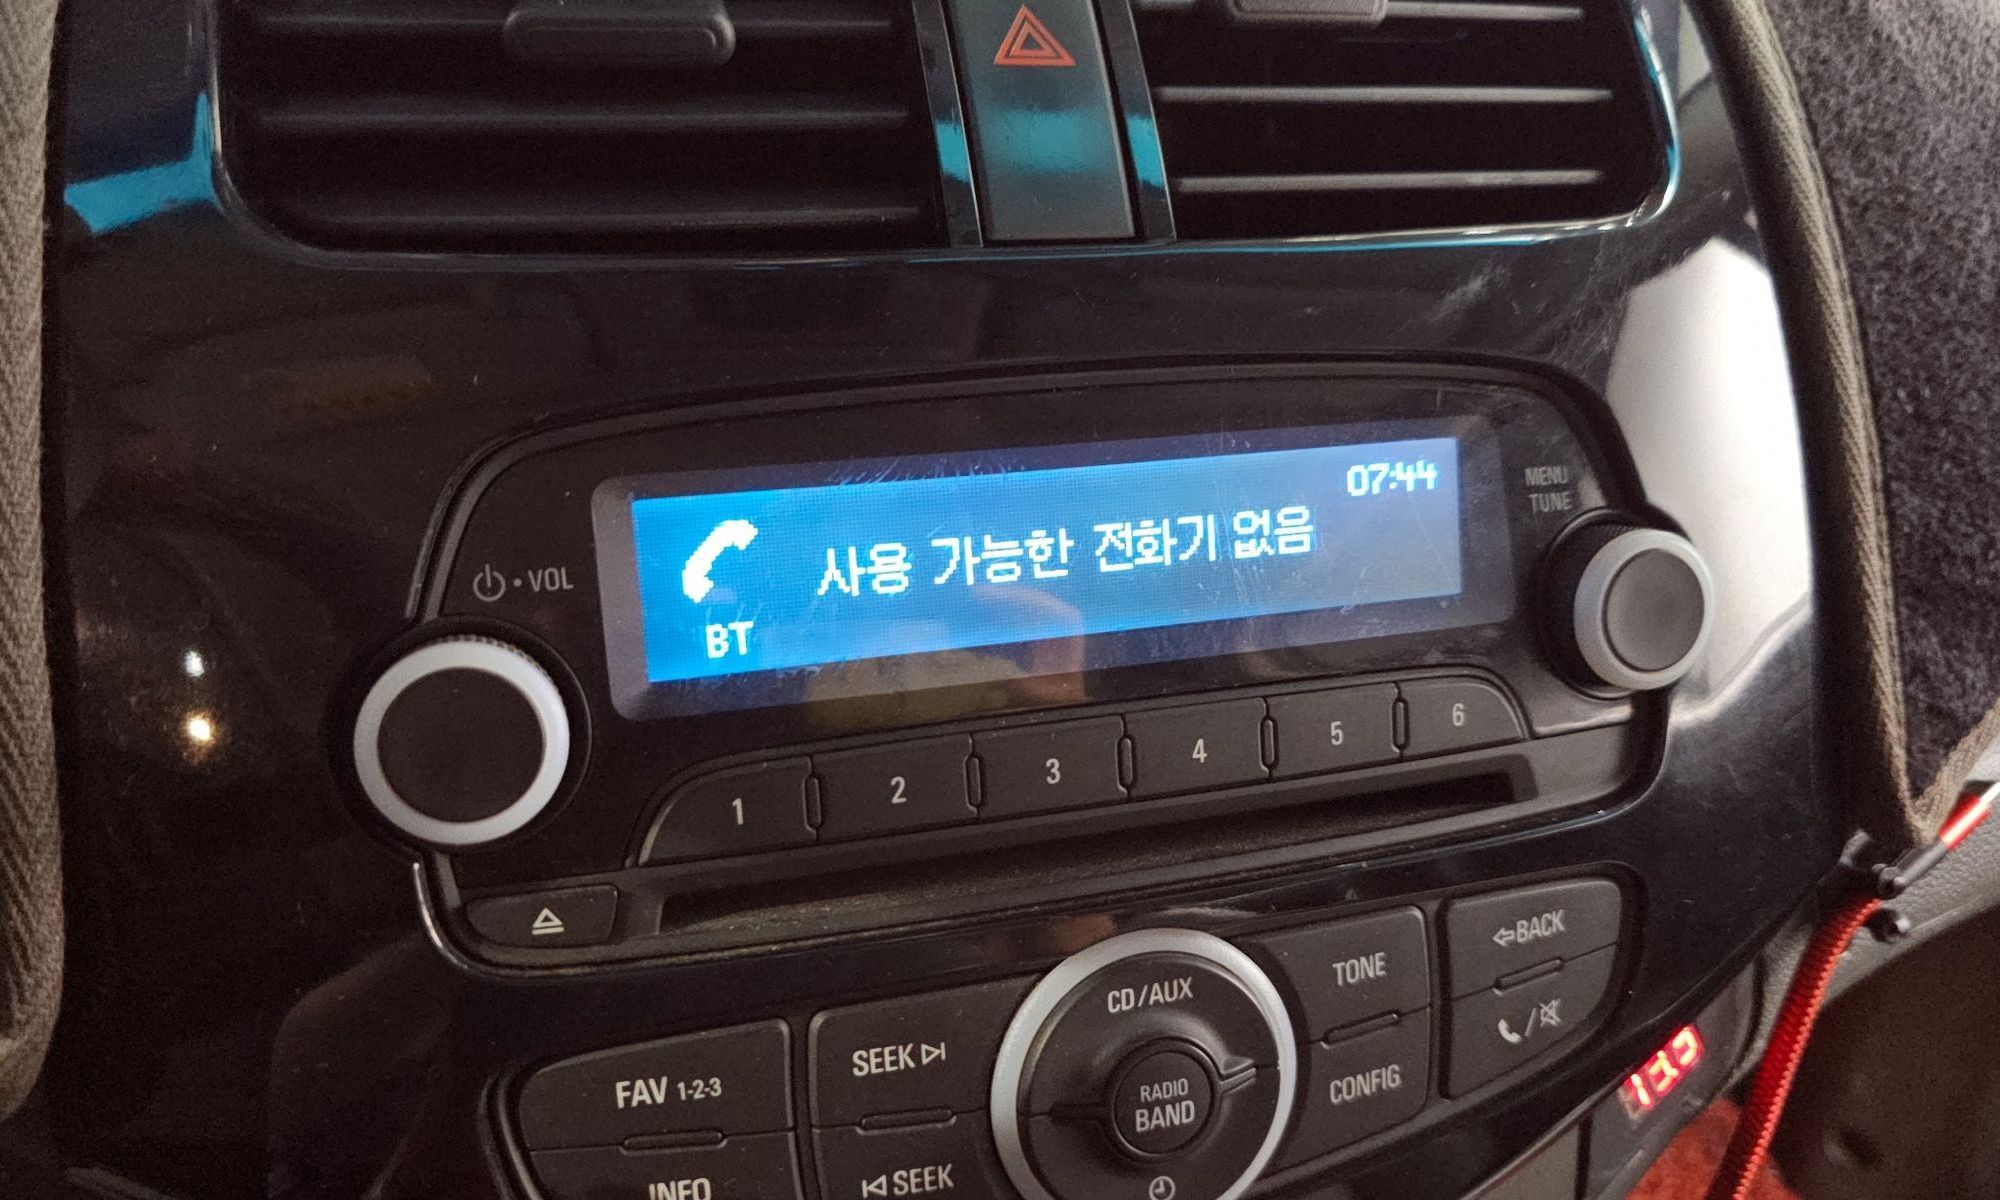 07:44
사용 가능한 전화기 없음
BT
MENU
TUNE
VOL
1 2 3 4 5 6
CD/AUX
TONE
BACK
FAV 1-2-3
SEEK
RADIO
BAND
CONFIG
INFO
SEEK